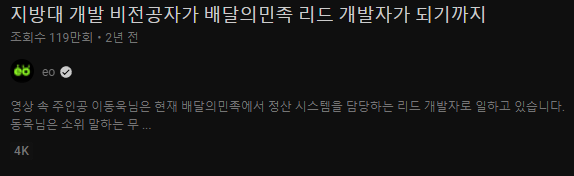 지방대 개발 비전공자가 배달의민족 리드 개발자가 되기까지
조회수 119만회 • 2년 전
eo
영상 속 주인공 이동욱님은 현재 배달의민족에서 정산 시스템을 담당하는 리드 개발자로 일하고 있습니다.
동욱님은 소위 말하는 무 ...
4K